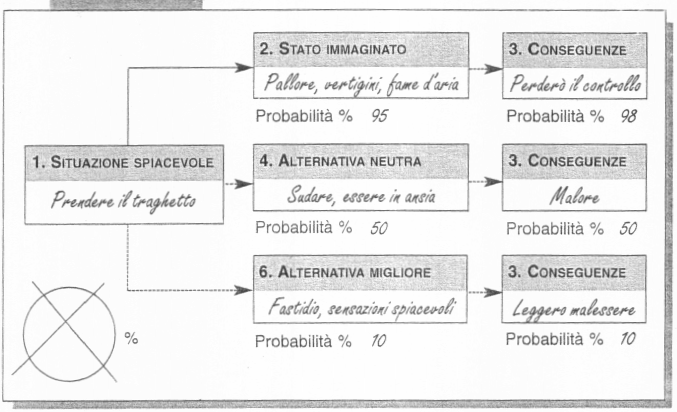 2. STATO IMMAGINATO
Pallore, vertigini, fame d'aria
Probabilità % 95
3. CONSEGUENZE
Perderò il controllo
Probabilità % 98
1. SITUAZIONE SPIACEVOLE
Prendere il traghetto
4. ALTERNATIVA NEUTRA
Sudare, essere in ansia
Probabilità % 50
3. CONSEGUENZE
Malore
Probabilità % 50
6. ALTERNATIVA MIGLIORE
Fastidio, sensazioni spiacevoli
Probabilità % 10
3. CONSEGUENZE
Leggero malessere
Probabilità % 10
%